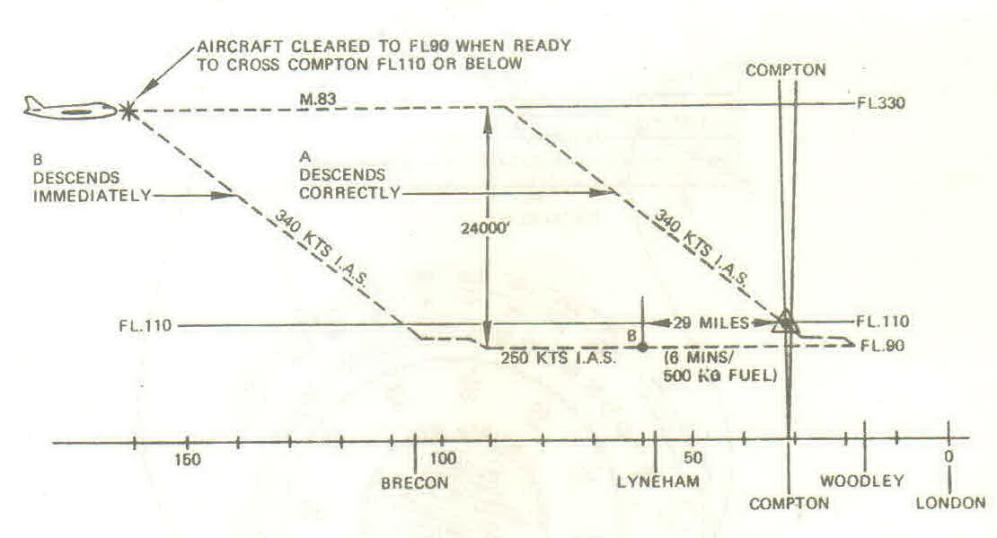 AIRCRAFT CLEARED TO FL90 WHEN READY
TO CROSS COMPTON FL110 OR BELOW
COMPTON
M.83
FL330
B
DESCENDS
IMMEDIATELY
A
DESCENDS
CORRECTLY
340 KTS I.A.S.
24000'
340 KTS I.A.S.
FL.110
B
29 MILES
FL.110
FL.90
250 KTS I.A.S.
(6 MINS/
500 KG FUEL)
150
100
50
0
BRECON
LYNEHAM
WOODLEY
COMPTON
LONDON